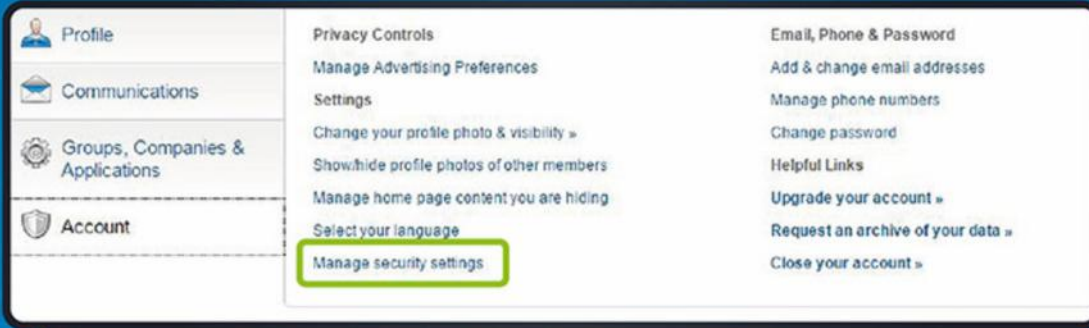 Profile
Communications
Groups, Companies &
Applications
Account
Privacy Controls
Manage Advertising Preferences
Settings
Change your profile photo & visibility »
Show/hide profile photos of other members
Manage home page content you are hiding
Select your language
Manage security settings
Email, Phone & Password
Add & change email addresses
Manage phone numbers
Change password
Helpful Links
Upgrade your account »
Request an archive of your data »
Close your account »